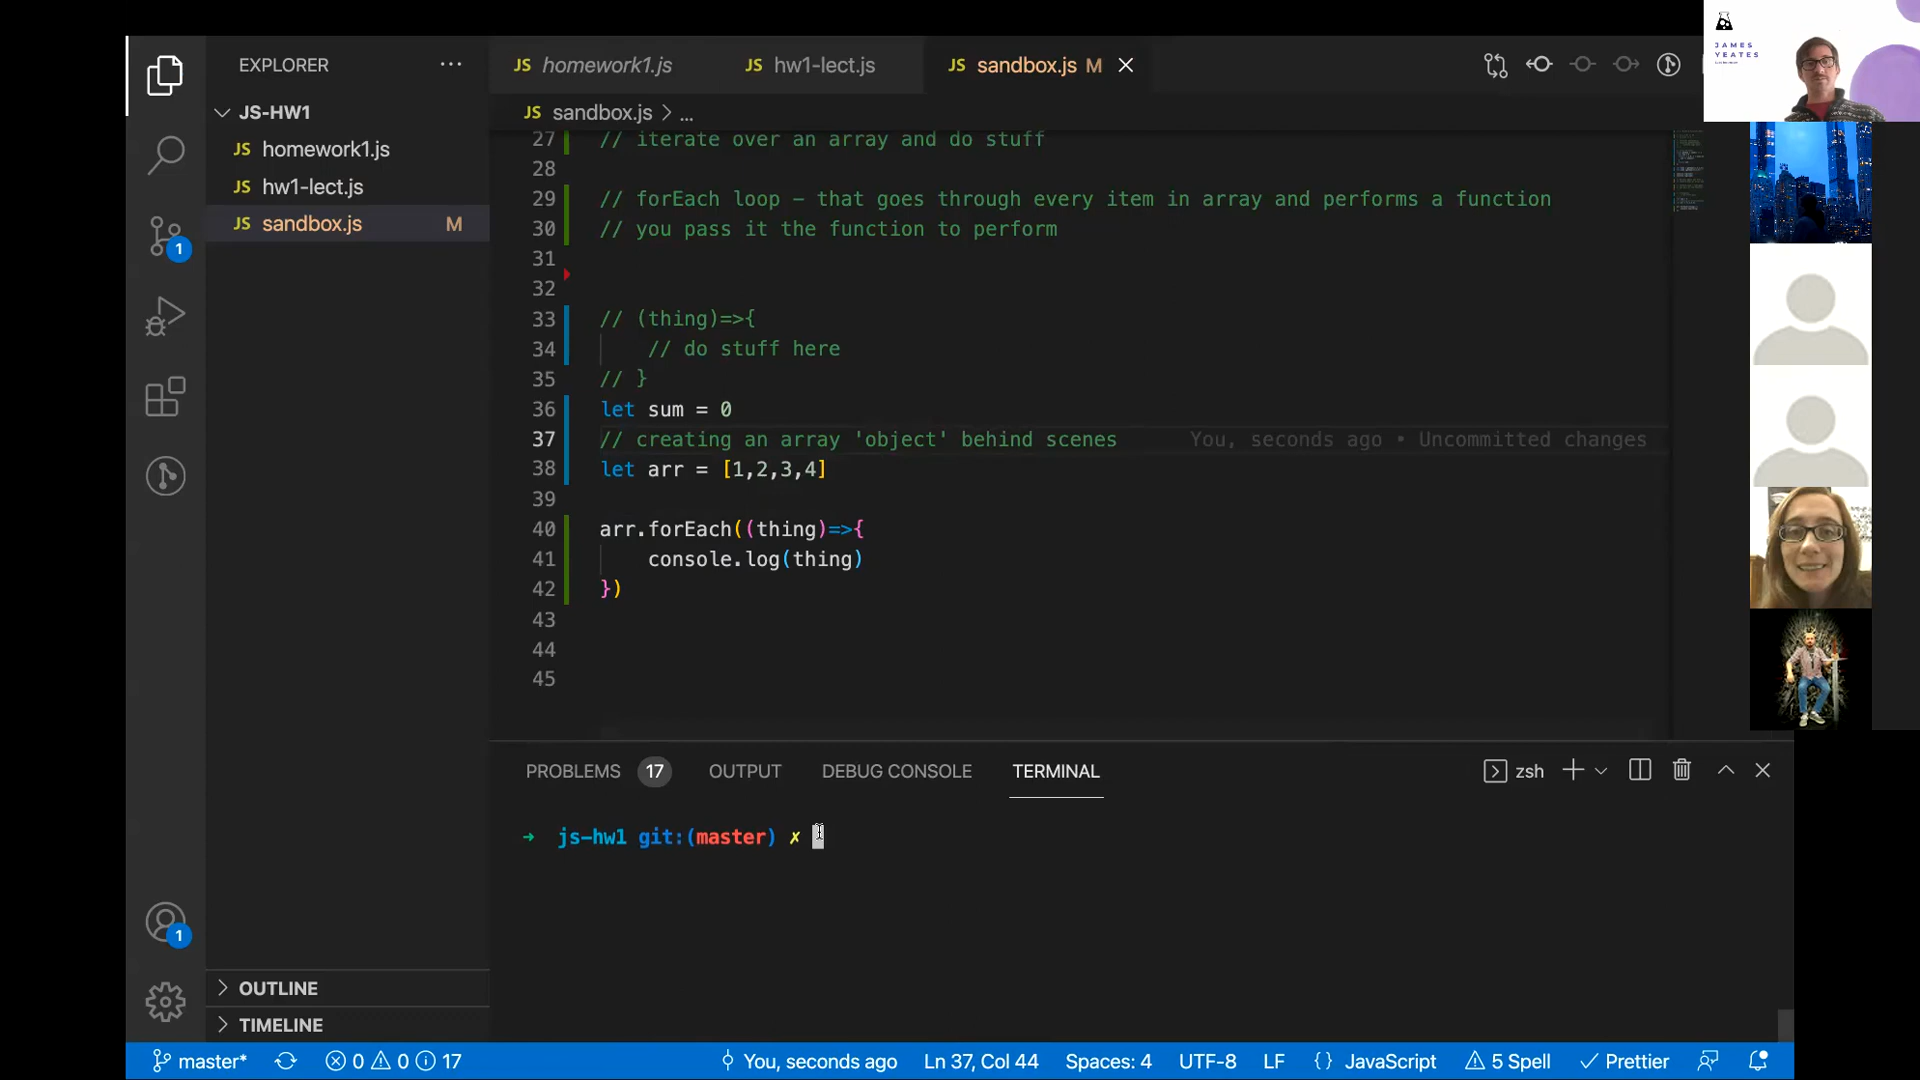 EXPLORER
···
JS homework1.js
JS hw1-lect.js
JS sandbox.js M
JAMES
YEATES
JS-HW1
JS homework1.js
JS hw1-lect.js
JS sandbox.js M
JS sandbox.js > ...
27 // iterate over an array and do stuff
28
29 // forEach loop – that goes through every item in array and performs a function
30 // you pass it the function to perform
31
32
33 // (thing)=>{
34 // do stuff here
35 // }
36 let sum = 0
37 // creating an array 'object' behind scenes You, seconds ago • Uncommitted changes
38 let arr = [1,2,3,4]
39
40 arr.forEach((thing)=>{
41 console.log(thing)
42 })
43
44
45
1
PROBLEMS 17 OUTPUT DEBUG CONSOLE TERMINAL zsh
➜ js-hw1 git:(master) ✗
1
OUTLINE
TIMELINE
master* 0 0 17 You, seconds ago Ln 37, Col 44 Spaces: 4 UTF-8 LF {} JavaScript 5 Spell Prettier